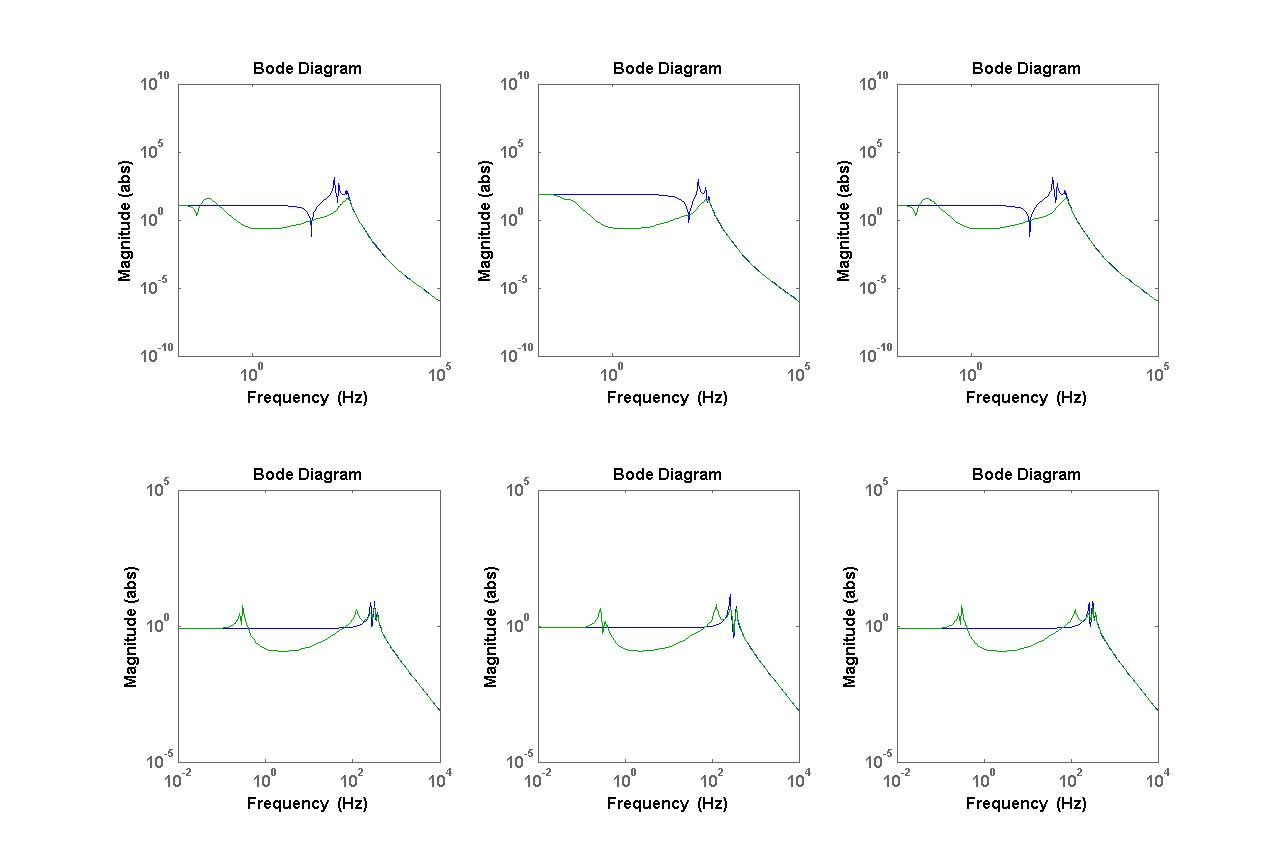 Bode Diagram Bode Diagram Bode Diagram
10^10 10^10 10^10
10^5 10^5 10^5
10^0 10^0 10^0
10^-5 10^-5 10^-5
10^-10 10^-10 10^-10
Magnitude (abs) Magnitude (abs) Magnitude (abs)
10^0 10^5 10^0 10^5 10^0 10^5
Frequency (Hz) Frequency (Hz) Frequency (Hz)
Bode Diagram Bode Diagram Bode Diagram
10^5 10^5 10^5
10^0 10^0 10^0
10^-5 10^-5 10^-5
Magnitude (abs) Magnitude (abs) Magnitude (abs)
10^-2 10^0 10^2 10^4 10^-2 10^0 10^2 10^4 10^-2 10^0 10^2 10^4
Frequency (Hz) Frequency (Hz) Frequency (Hz)